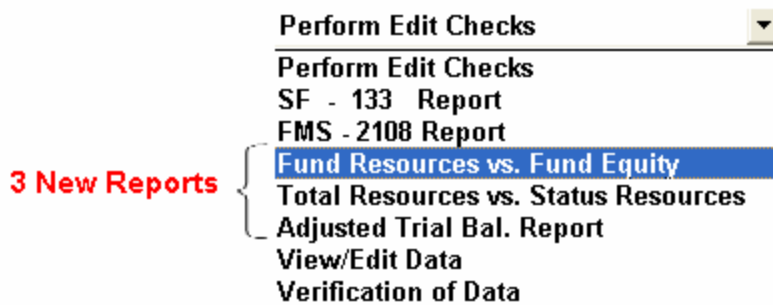 Perform Edit Checks
Perform Edit Checks
SF - 133 Report
FMS - 2108 Report
3 New Reports
Fund Resources vs. Fund Equity
Total Resources vs. Status Resources
Adjusted Trial Bal. Report
View/Edit Data
Verification of Data